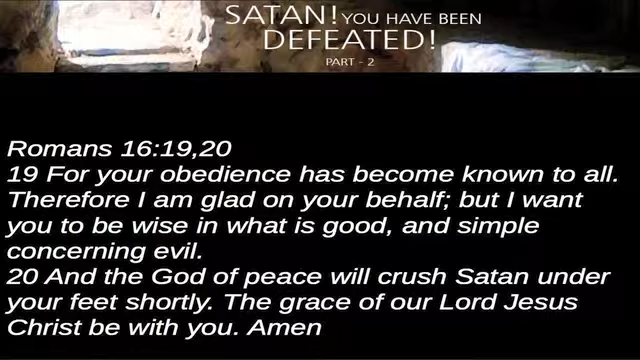 SATAN! YOU HAVE BEEN
DEFEATED!
PART - 2
Romans 16:19,20
19 For your obedience has become known to all.
Therefore I am glad on your behalf; but I want
you to be wise in what is good, and simple
concerning evil.
20 And the God of peace will crush Satan under
your feet shortly. The grace of our Lord Jesus
Christ be with you. Amen